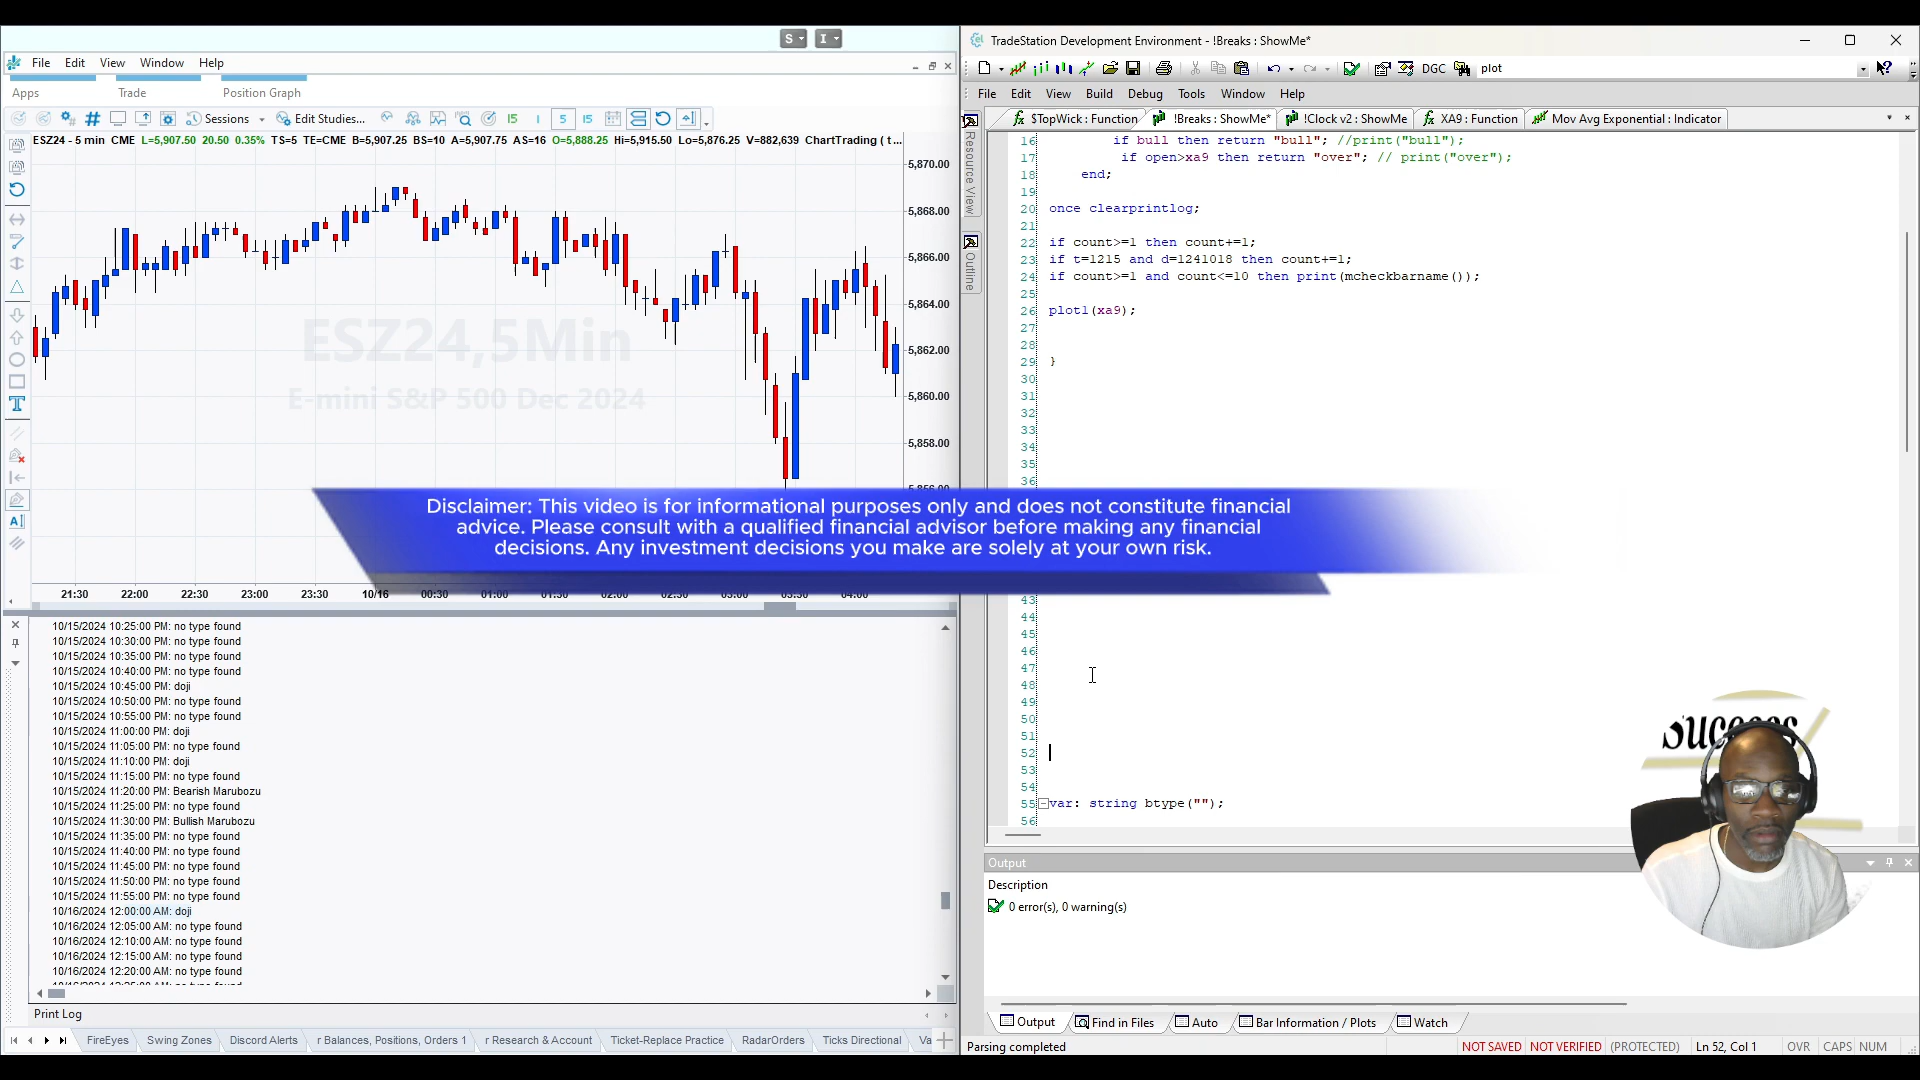 S I
TradeStation Development Environment - !Breaks : ShowMe*
File Edit View Window Help
Apps Trade Position Graph
DGC plot
File Edit View Build Debug Tools Window Help
Sessions Edit Studies... 15 1 5 15
$TopWick : Function !Breaks : ShowMe* !Clock v2 : ShowMe XA9 : Function Mov Avg Exponential : Indicator
ESZ24 - 5 min CME L=5,907.50 20.50 0.35% TS=5 TE=CME B=5,907.25 BS=10 A=5,907.75 AS=16 O=5,888.25 Hi=5,915.50 Lo=5,876.25 V=882,639 ChartTrading ( t...
5,870.00
5,868.00
5,866.00
5,864.00
5,862.00
5,860.00
5,858.00
5,856.00
ESZ24,5Min
E-mini S&P 500 Dec 2024
Resource View
Outline
16 if bull then return "bull"; //print("bull");
17 if open>xa9 then return "over"; // print(">over");
18 end;
19
20 once clearprintlog;
21
22 if count>=1 then count+=1;
23 if t=1215 and d=1241018 then count+=1;
24 if count>=1 and count<=10 then print(mcheckbarname());
25
26 plot1(xa9);
27
28
29 }
30
31
32
33
34
35
36
Disclaimer: This video is for informational purposes only and does not constitute financial
advice. Please consult with a qualified financial advisor before making any financial
decisions. Any investment decisions you make are solely at your own risk.
21:30 22:00 22:30 23:00 23:30 10/16 00:30 01:00 01:30 02:00 02:30 03:00 03:30 04:00
43
44
45
46
47
48
49
50
51
52
53
54
55 var: string btype("");
56
10/15/2024 10:25:00 PM: no type found
10/15/2024 10:30:00 PM: no type found
10/15/2024 10:35:00 PM: no type found
10/15/2024 10:40:00 PM: no type found
10/15/2024 10:45:00 PM: doji
10/15/2024 10:50:00 PM: no type found
10/15/2024 10:55:00 PM: no type found
10/15/2024 11:00:00 PM: doji
10/15/2024 11:05:00 PM: no type found
10/15/2024 11:10:00 PM: doji
10/15/2024 11:15:00 PM: no type found
10/15/2024 11:20:00 PM: Bearish Marubozu
10/15/2024 11:25:00 PM: no type found
10/15/2024 11:30:00 PM: Bullish Marubozu
10/15/2024 11:35:00 PM: no type found
10/15/2024 11:40:00 PM: no type found
10/15/2024 11:45:00 PM: no type found
10/15/2024 11:50:00 PM: no type found
10/15/2024 11:55:00 PM: no type found
10/16/2024 12:00:00 AM: doji
10/16/2024 12:05:00 AM: no type found
10/16/2024 12:10:00 AM: no type found
10/16/2024 12:15:00 AM: no type found
10/16/2024 12:20:00 AM: no type found
Print Log
FireEyes Swing Zones Discord Alerts r Balances, Positions, Orders 1 r Research & Account Ticket-Replace Practice RadarOrders Ticks Directional Va
success
Output
Description
0 error(s), 0 warning(s)
Output Find in Files Auto Bar Information / Plots Watch
Parsing completed NOT SAVED NOT VERIFIED (PROTECTED) Ln 52, Col 1 OVR CAPS NUM